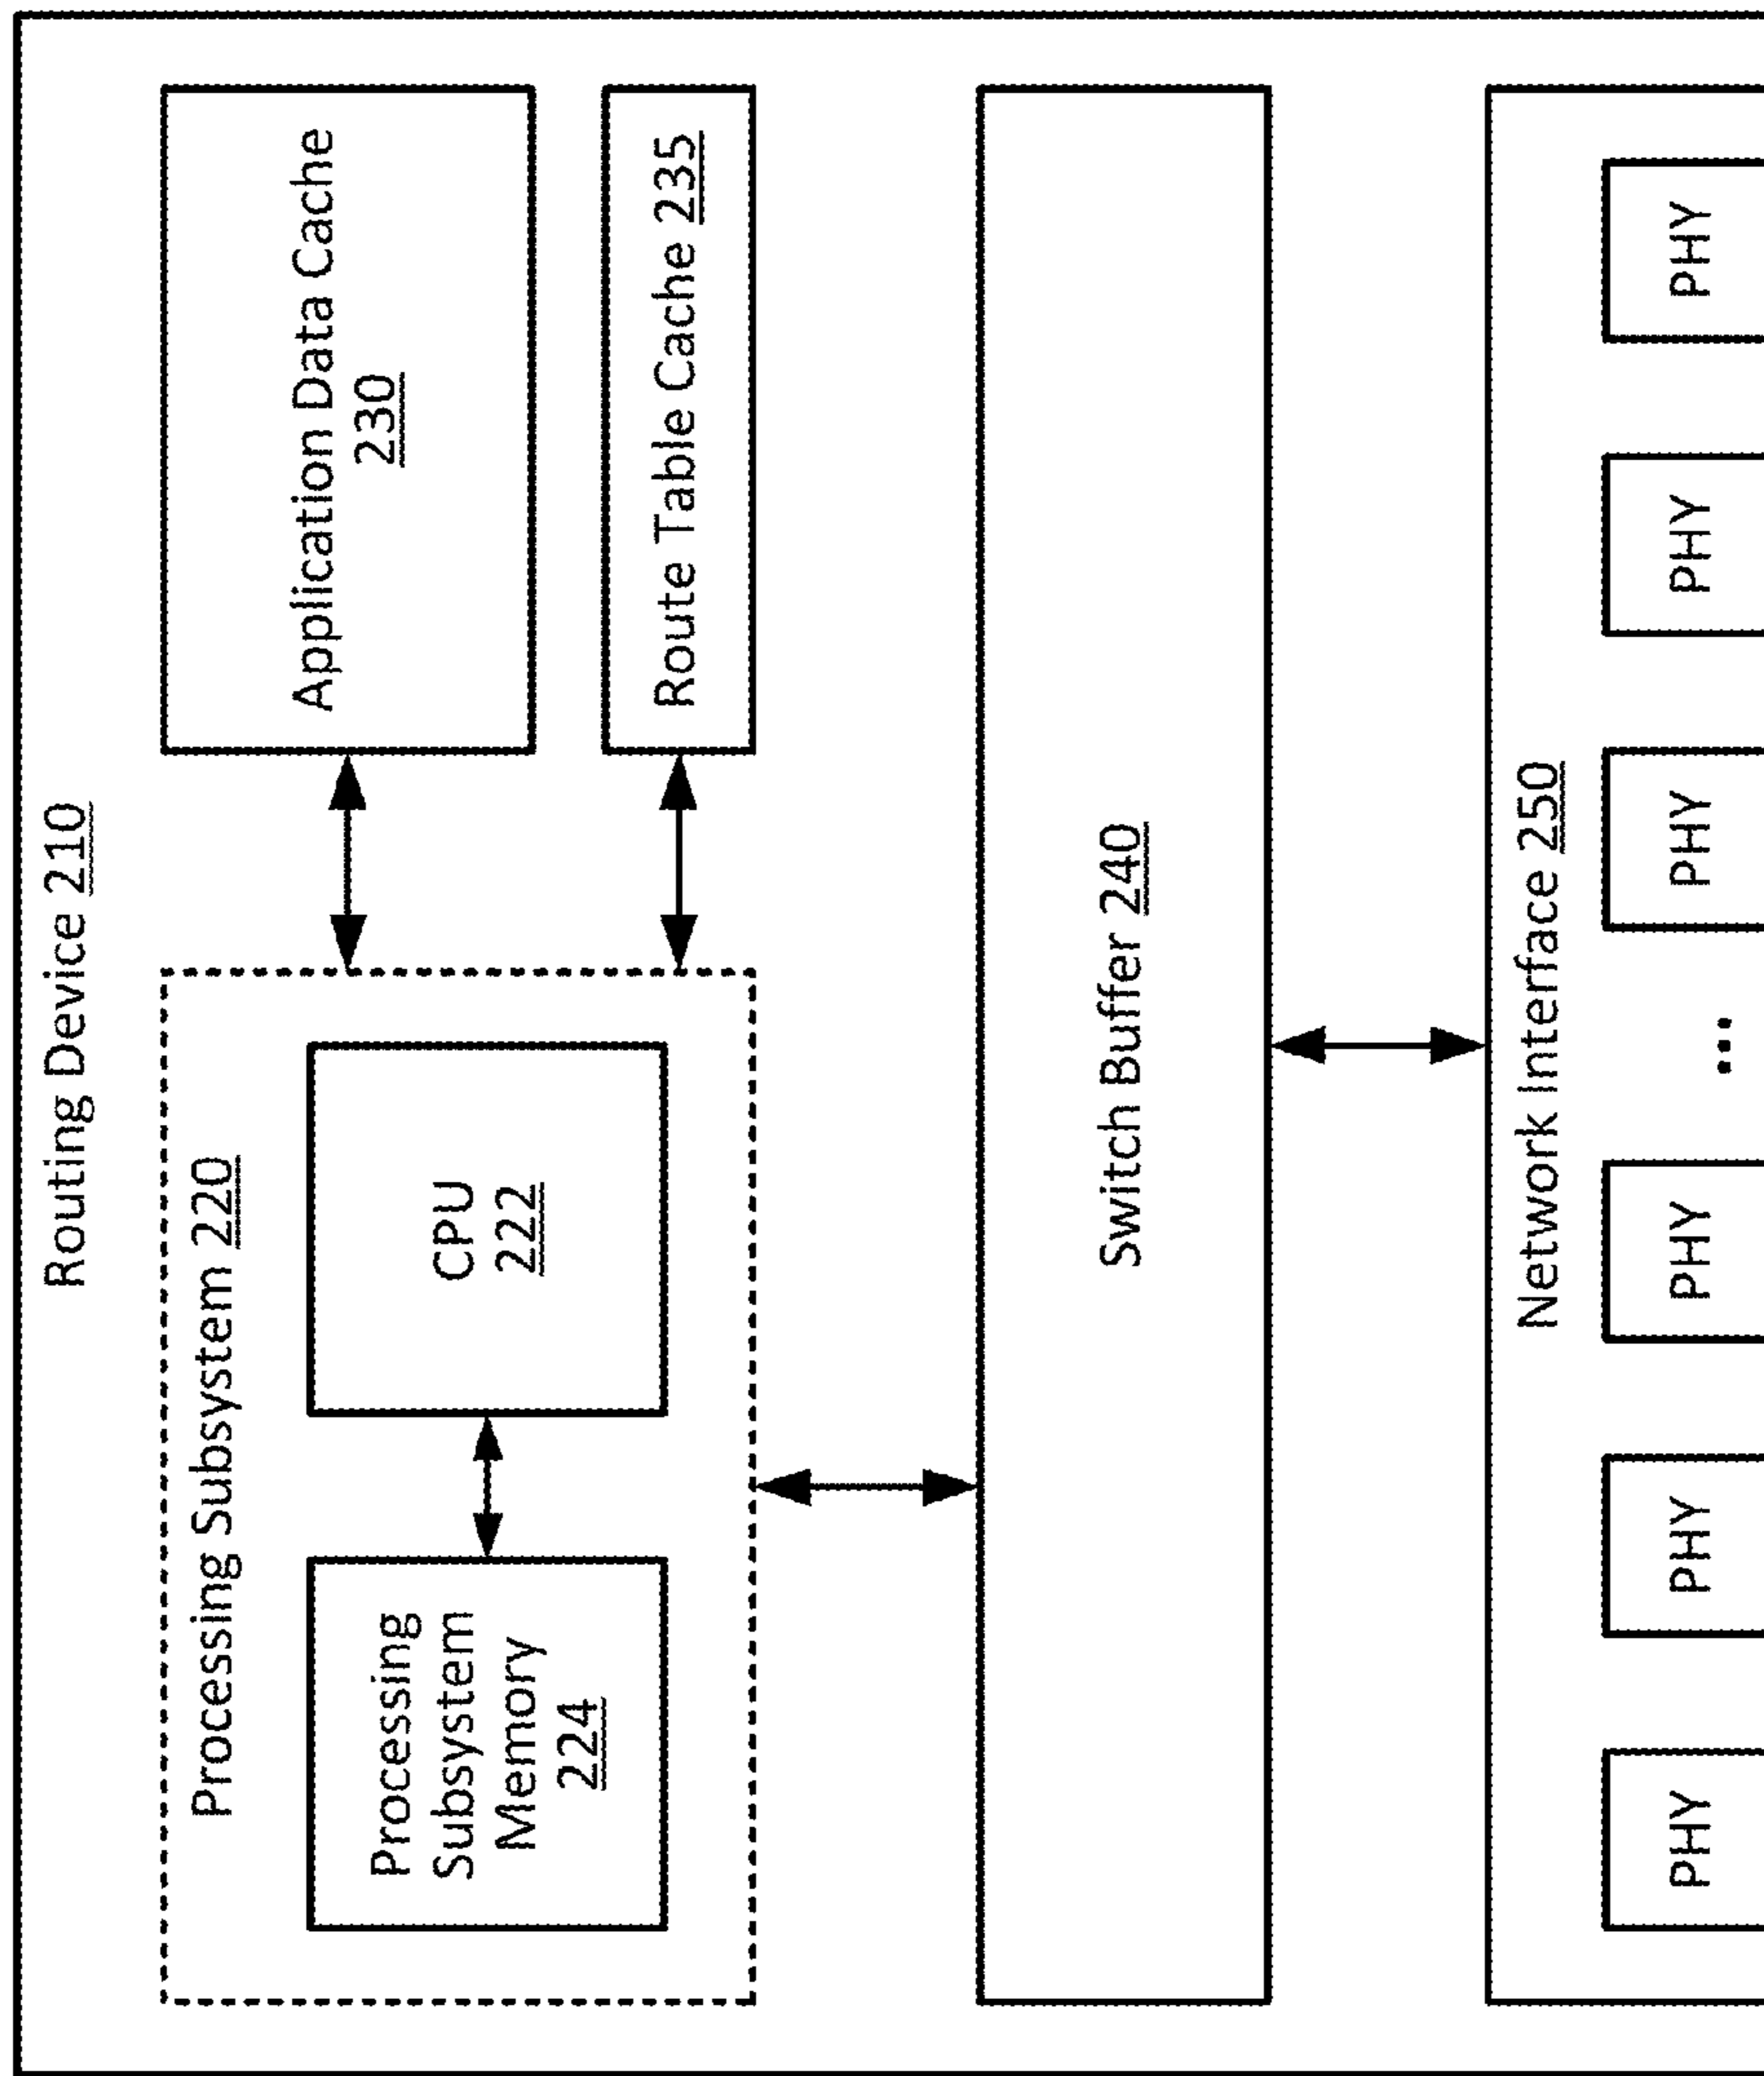 Routing Device 210
Processing Subsystem 220
Processing
Subsystem
Memory
224
CPU
222
Application Data Cache
230
Route Table Cache 235
Switch Buffer 240
Network Interface 250
PHY
PHY
PHY
...
PHY
PHY
PHY